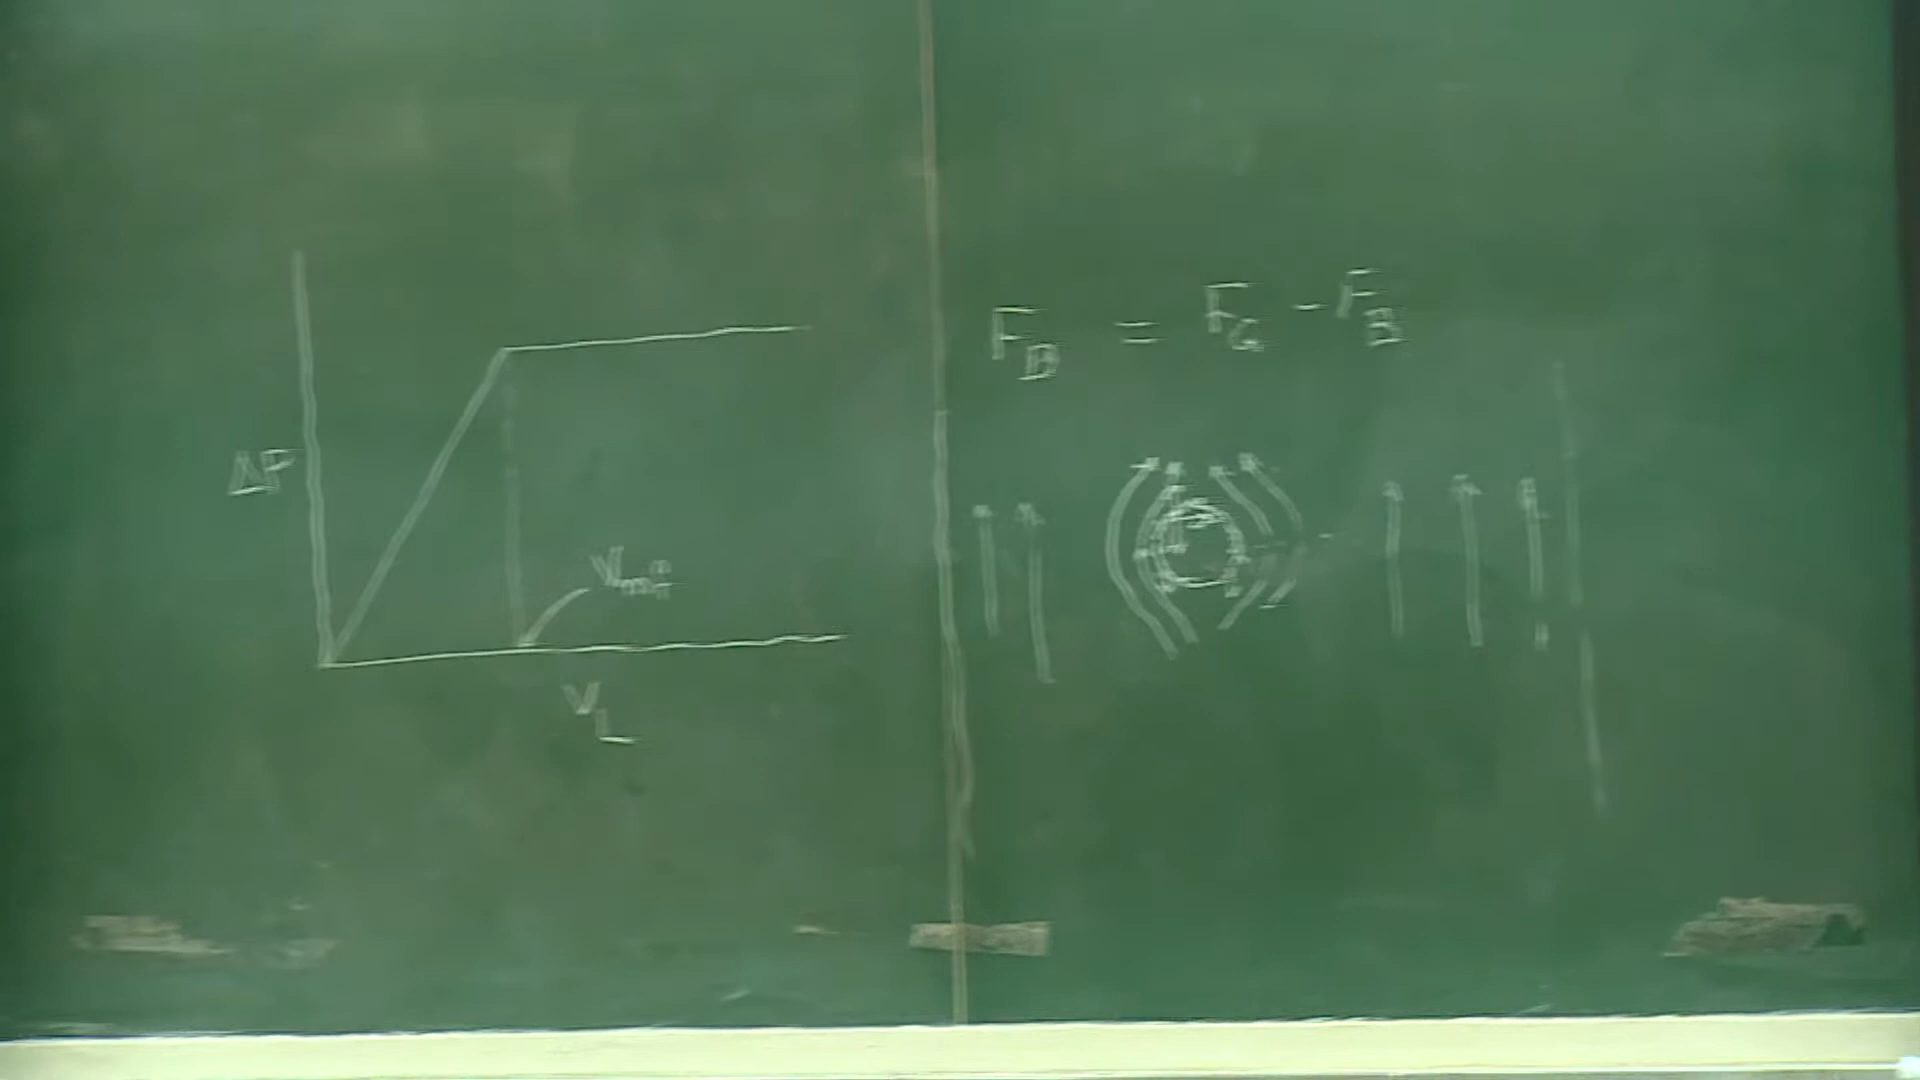 ΔP
V_mf
V_L
F_D = F_G - F_B